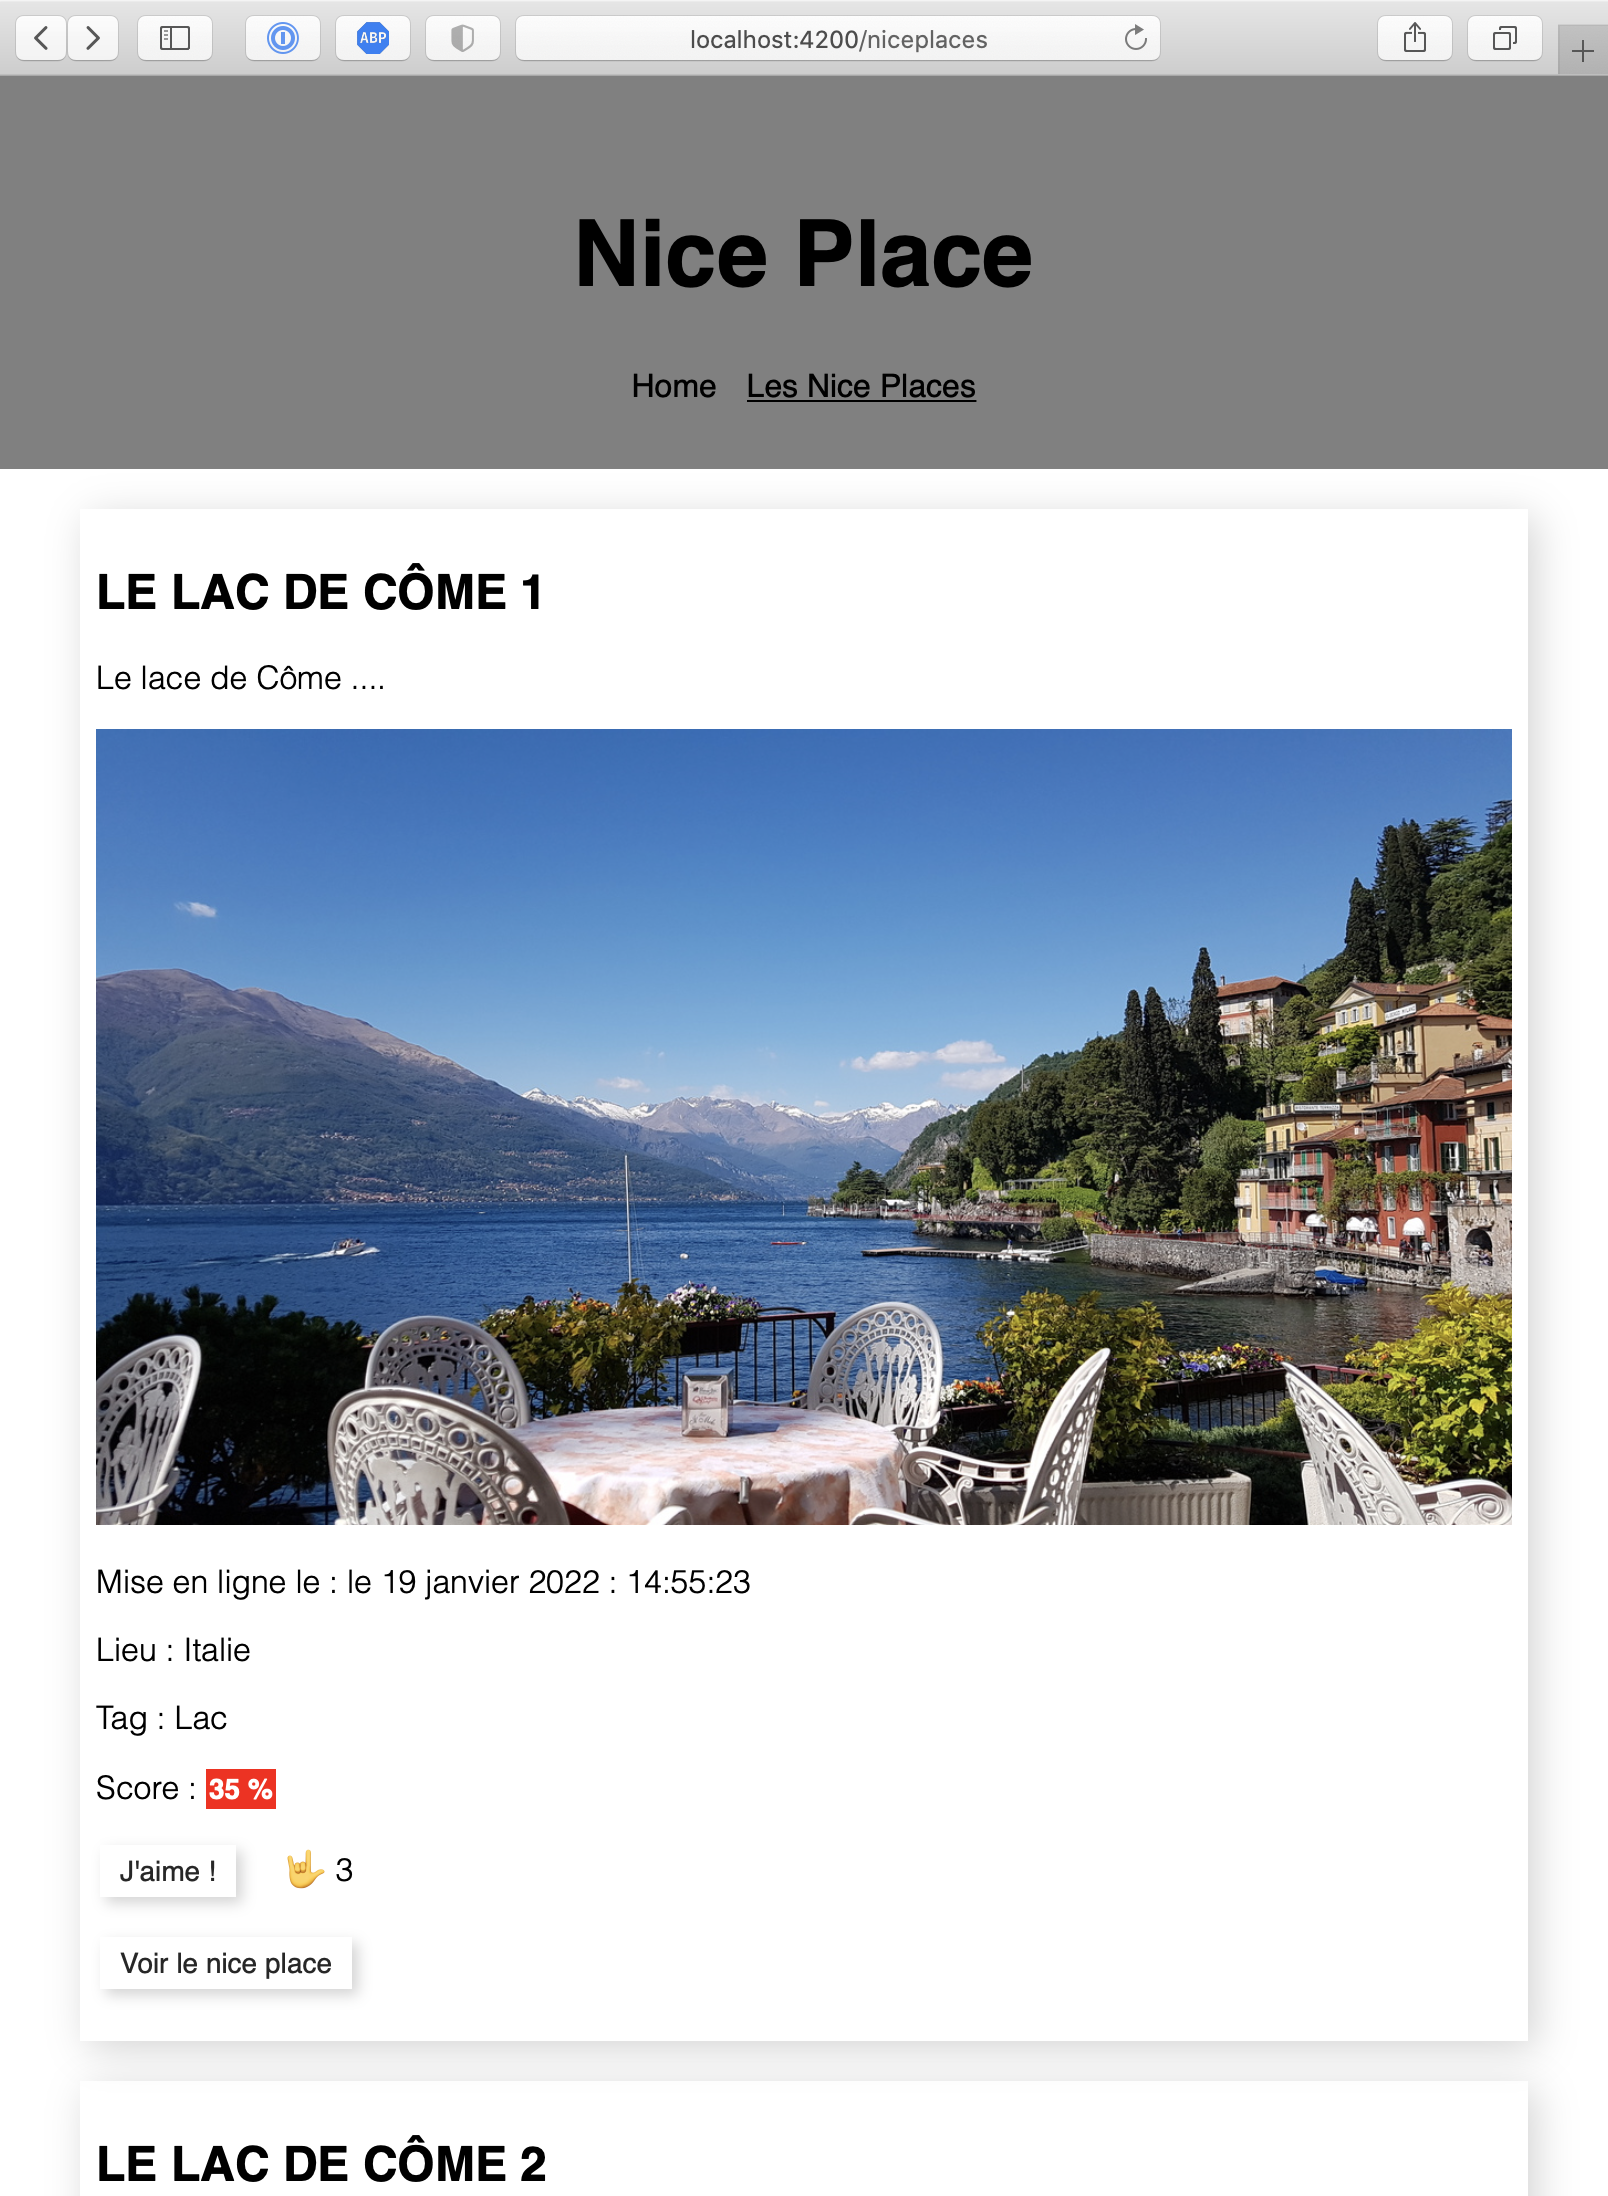 ABP
localhost:4200/niceplaces
Nice Place
Home Les Nice Places
LE LAC DE CÔME 1
Le lace de Côme ....
Mise en ligne le : le 19 janvier 2022 : 14:55:23
Lieu : Italie
Tag : Lac
Score : 35 %
J'aime ! 🤟 3
Voir le nice place
LE LAC DE CÔME 2